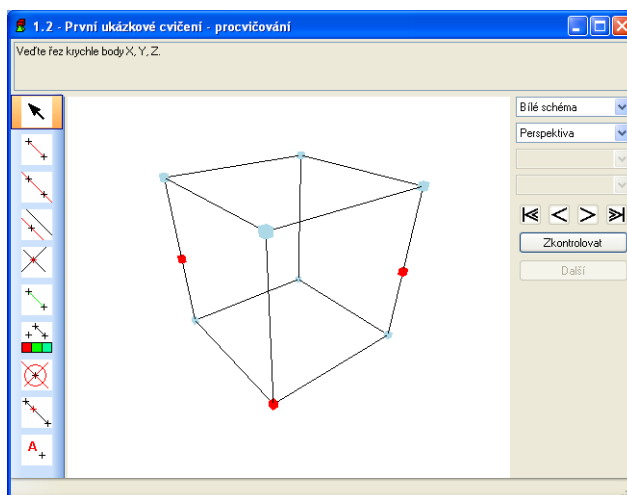 1.2 - První ukázkové cvičení - procvičování
Veďte řez krychle body X, Y, Z.
Bílé schéma
Perspektiva
Zkontrolovat
Další
A